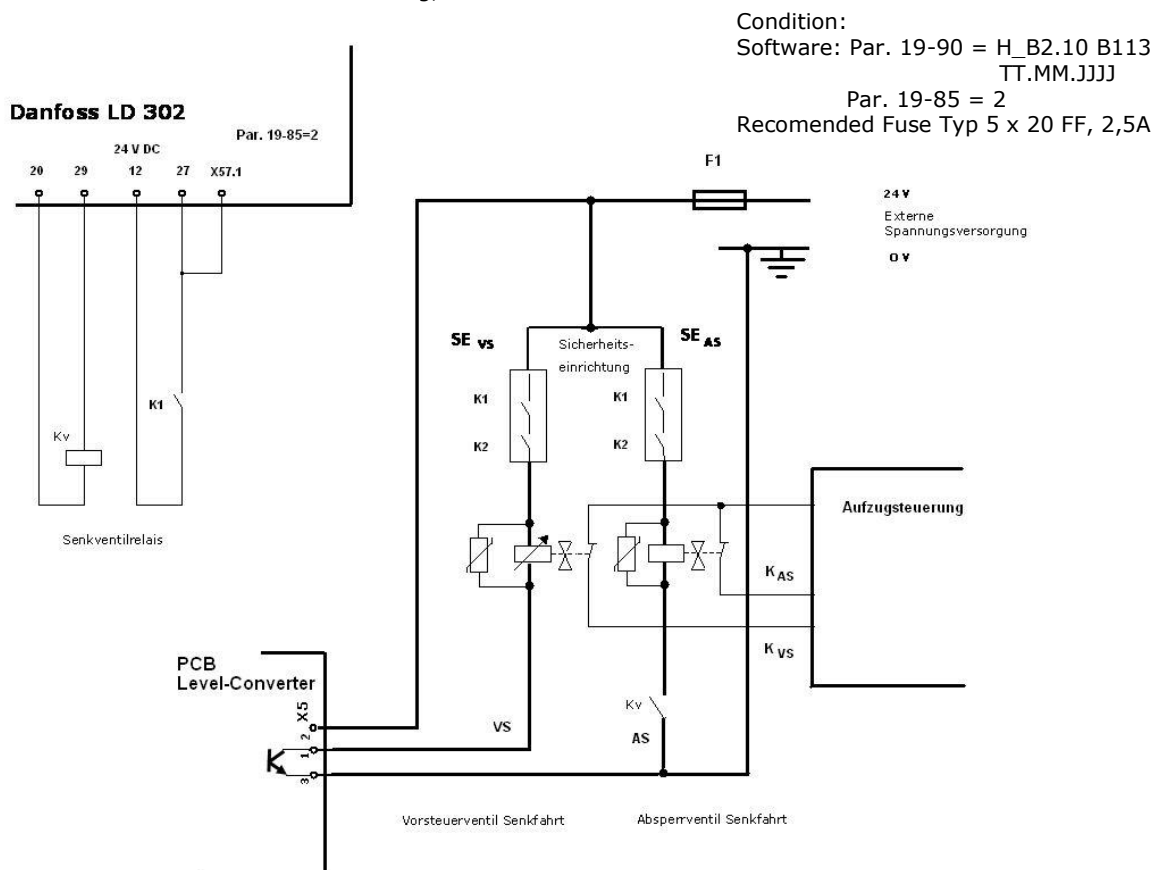 Condition:
Software: Par. 19-90 = H_B2.10 B113
TT.MM.JJJJ
Par. 19-85 = 2
Recomended Fuse Typ 5 x 20 FF, 2,5A
Danfoss LD 302
Par. 19-85=2
24 V DC
20 29 12 27 X57.1
F1
24 V
Externe
Spannungsversorgung
0 V
SE VS
Sicherheits-
einrichtung
SE AS
K1
K1
K1
K2
K2
Kv
Senkventilrelais
Aufzugsteuerung
K AS
K VS
PCB
Level-Converter
X5
2
1
3
VS
Kv
AS
Vorsteuerventil Senkfahrt
Absperrventil Senkfahrt